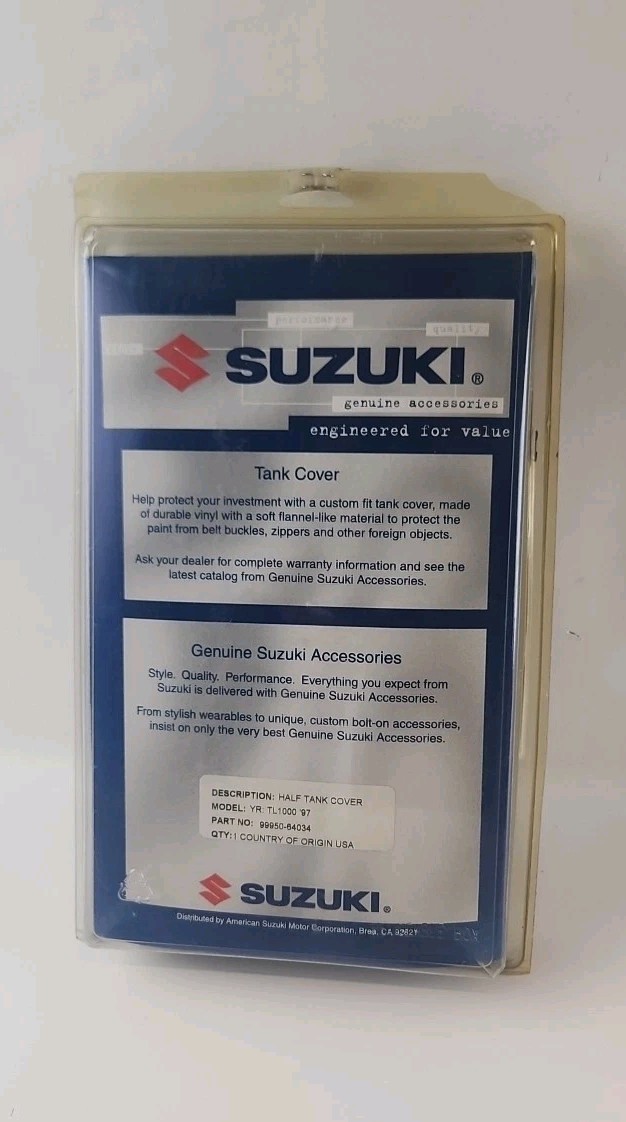 performance
quality
SUZUKI®
genuine accessories
engineered for value
Tank Cover
Help protect your investment with a custom fit tank cover, made
of durable vinyl with a soft flannel-like material to protect the
paint from belt buckles, zippers and other foreign objects.
Ask your dealer for complete warranty information and see the
latest catalog from Genuine Suzuki Accessories.
Genuine Suzuki Accessories
Style. Quality. Performance. Everything you expect from
Suzuki is delivered with Genuine Suzuki Accessories.
From stylish wearables to unique, custom bolt-on accessories,
insist on only the very best Genuine Suzuki Accessories.
DESCRIPTION: HALF TANK COVER
MODEL: YR: TL1000 '97
PART NO: 99950-64034
QTY:1 COUNTRY OF ORIGIN USA
SUZUKI®
Distributed by American Suzuki Motor Corporation, Brea, CA 92621